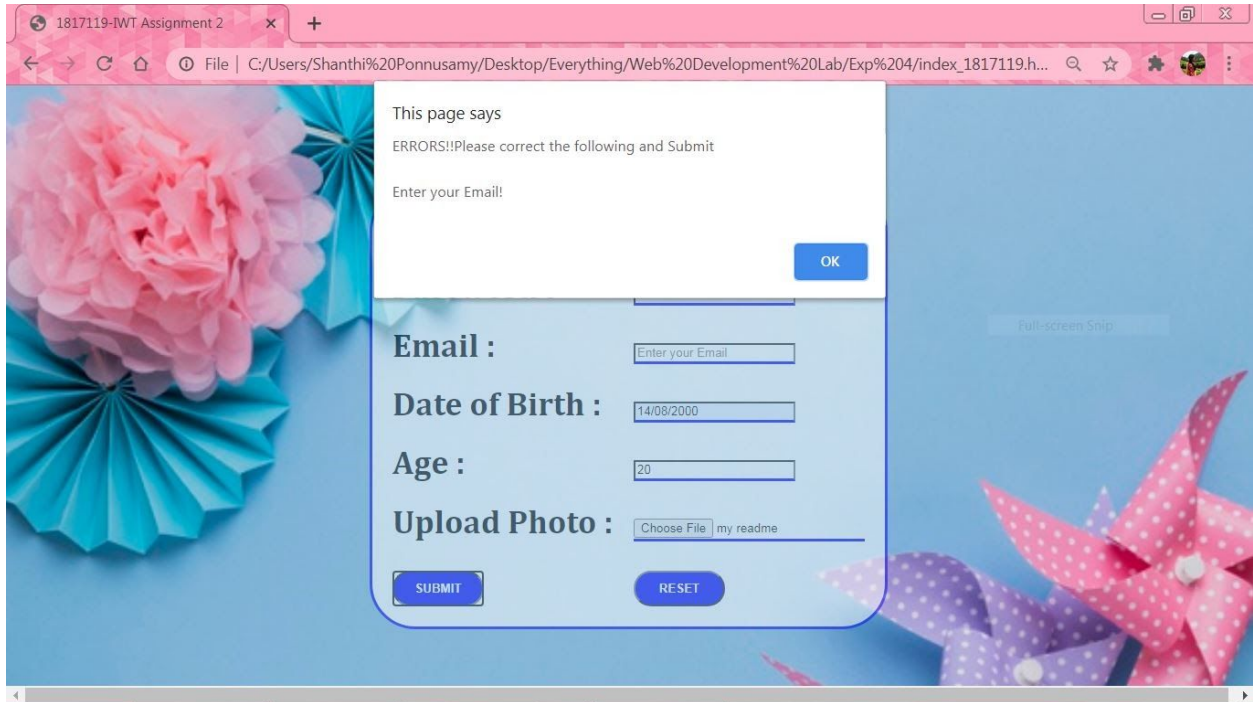 1817119-IWT Assignment 2
File | C:/Users/Shanthi%20Ponnusamy/Desktop/Everything/Web%20Development%20Lab/Exp%204/index_1817119.h...
This page says
ERRORS!!Please correct the following and Submit
Enter your Email!
OK
Full-screen Snip
Email :
Enter your Email
Date of Birth :
14/08/2000
Age :
20
Upload Photo :
Choose File my readme
SUBMIT
RESET